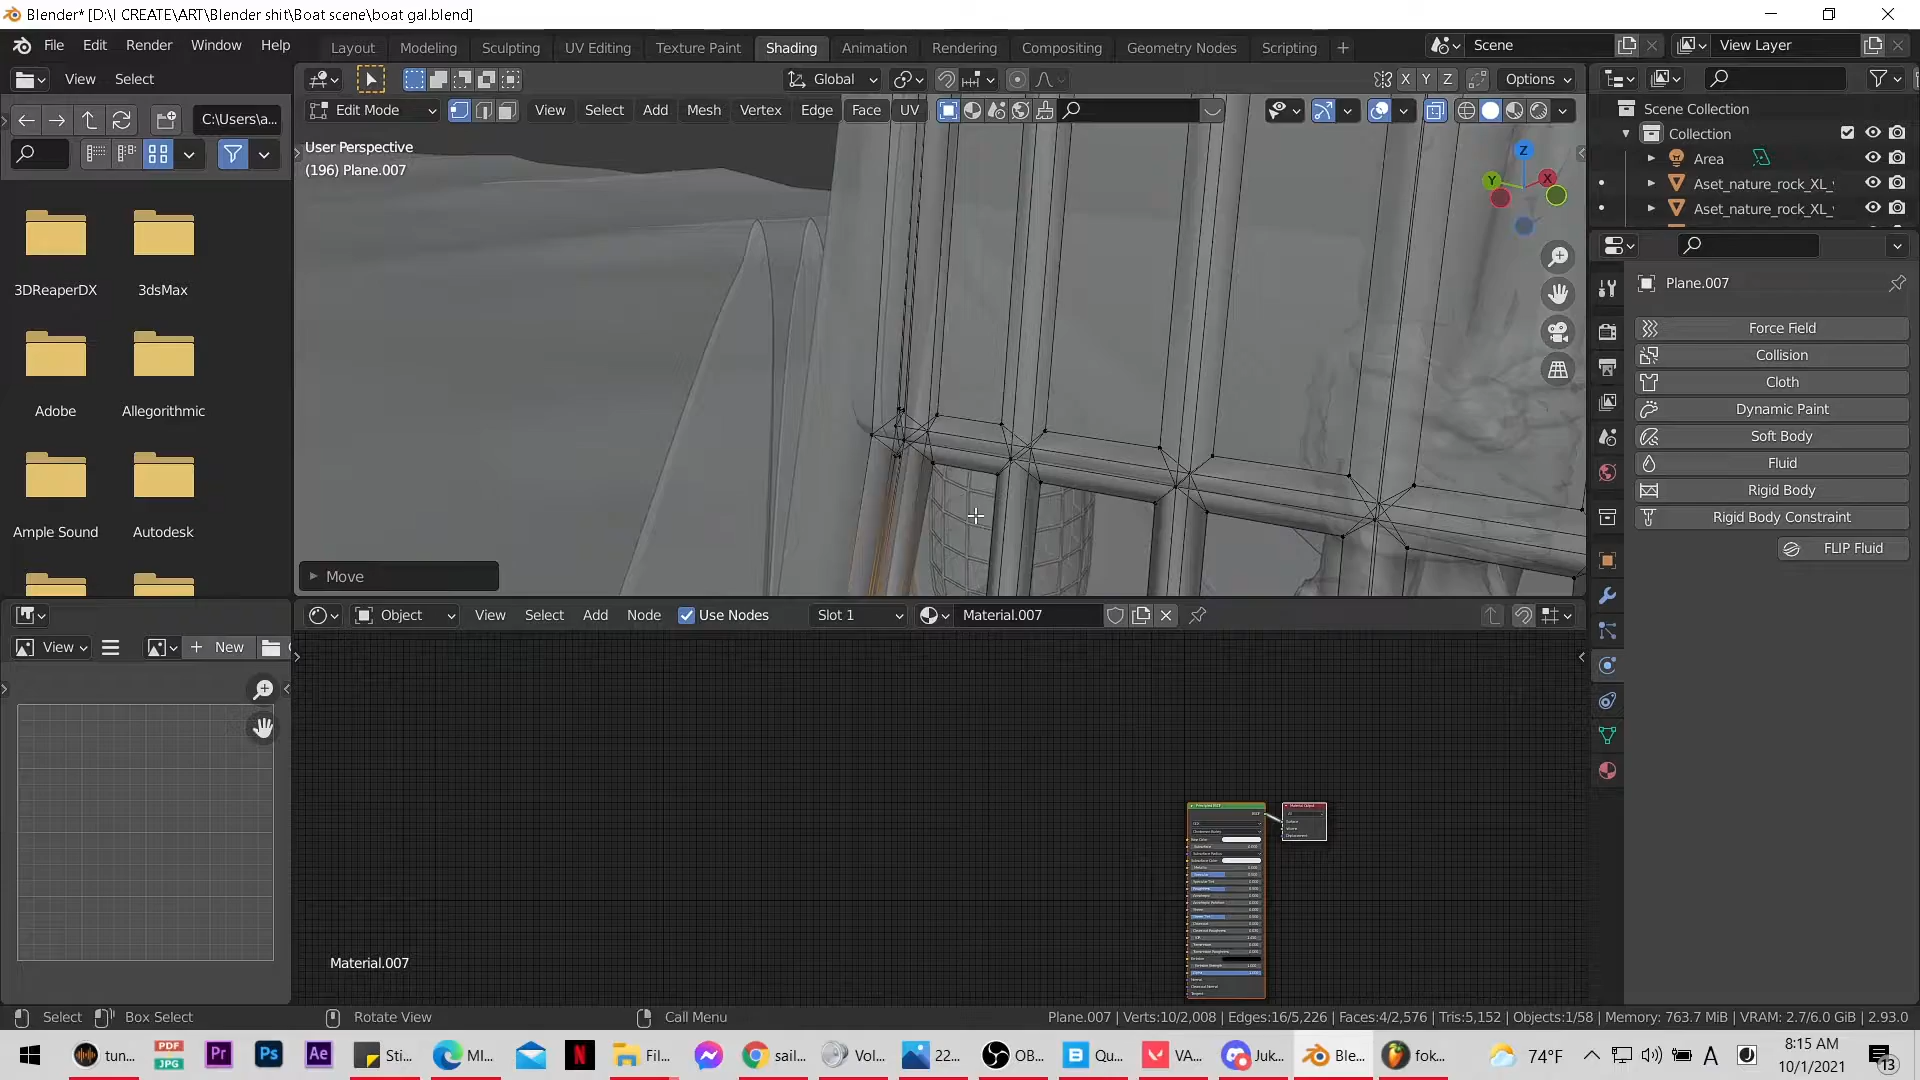 Blender* [D:\I CREATE\ART\Blender shit\Boat scene\boat gal.blend]
File Edit Render Window Help
Layout Modeling Sculpting UV Editing Texture Paint Shading Animation Rendering Compositing Geometry Nodes Scripting
Scene
View Layer
View Select
Global
X Y Z
Options
C:\Users\a...
Edit Mode
View Select Add Mesh Vertex Edge Face UV
Scene Collection
Collection
Area
Aset_nature_rock_XL_
Aset_nature_rock_XL_
User Perspective
(196) Plane.007
Z
Y
X
3DReaperDX
3dsMax
Adobe
Allegorithmic
Ample Sound
Autodesk
Plane.007
Force Field
Collision
Cloth
Dynamic Paint
Soft Body
Fluid
Rigid Body
Rigid Body Constraint
FLIP Fluid
Move
Object
View Select Add Node
Use Nodes
Slot 1
Material.007
View
New
Material.007
Select
Box Select
Rotate View
Call Menu
Plane.007 | Verts:10/2,008 | Edges:16/5,226 | Faces:4/2,576 | Tris:5,152 | Objects:1/58 | Memory: 763.7 MiB | VRAM: 2.7/6.0 GiB | 2.93.0
tun...
PDF
JPG
Pr
Ps
Ae
Sti...
MI...
N
Fil...
sail...
Vol...
22...
OB...
Qu...
VA...
Juk...
Ble...
fok...
74°F
A
8:15 AM
10/1/2021
13